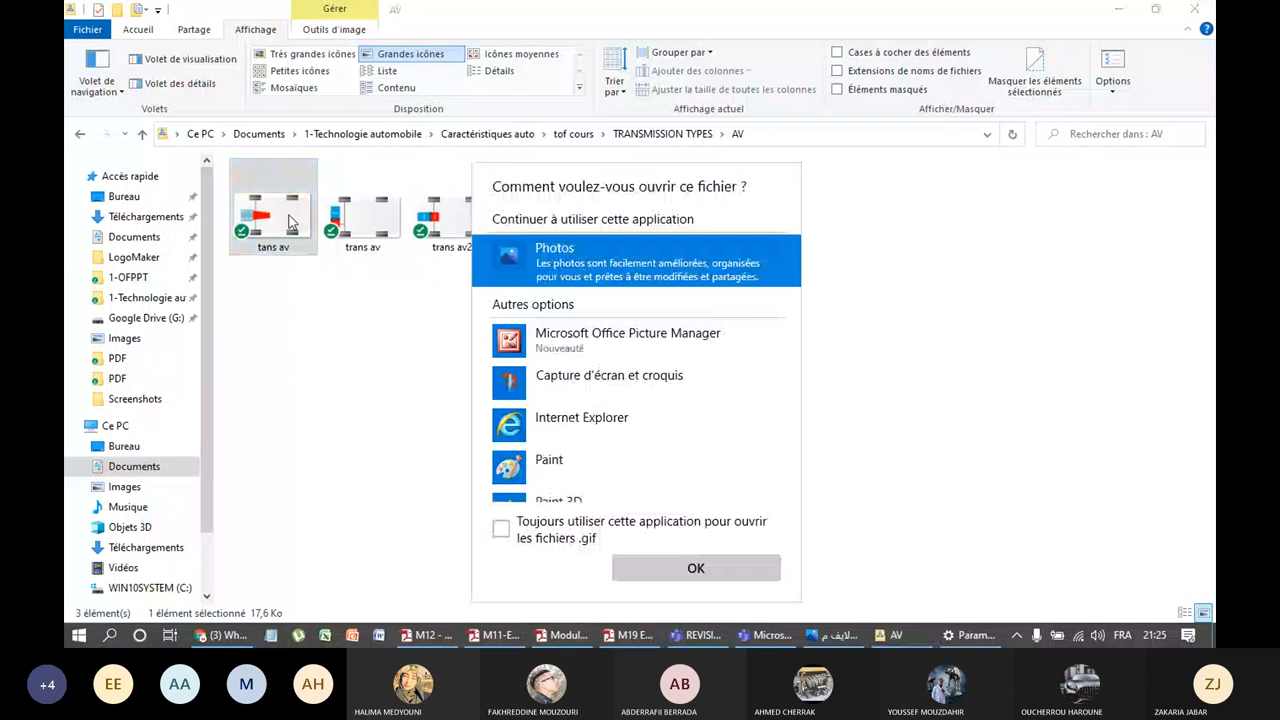 Gérer
AV
Fichier
Accueil
Partage
Affichage
Outils d'image
Volet de navigation
Volet de visualisation
Volet des détails
Volets
Très grandes icônes
Grandes icônes
Icônes moyennes
Petites icônes
Liste
Détails
Mosaïques
Contenu
Disposition
Trier par
Grouper par
Ajouter des colonnes
Ajuster la taille de toutes les colonnes
Affichage actuel
Cases à cocher des éléments
Extensions de noms de fichiers
Éléments masqués
Masquer les éléments sélectionnés
Options
Afficher/Masquer
Ce PC > Documents > 1-Technologie automobile > Caractéristiques auto > tof cours > TRANSMISSION TYPES > AV
Rechercher dans : AV
Accès rapide
Bureau
Téléchargements
Documents
LogoMaker
1-OFPPT
1-Technologie au
Google Drive (G:)
Images
PDF
PDF
Screenshots
Ce PC
Bureau
Documents
Images
Musique
Objets 3D
Téléchargements
Vidéos
WIN10SYSTEM (C:)
tans av
trans av
trans av2
Comment voulez-vous ouvrir ce fichier ?
Continuer à utiliser cette application
Photos
Les photos sont facilement améliorées, organisées
pour vous et prêtes à être modifiées et partagées.
Autres options
Microsoft Office Picture Manager
Nouveauté
Capture d'écran et croquis
Internet Explorer
Paint
Paint 3D
Toujours utiliser cette application pour ouvrir
les fichiers .gif
OK
3 élément(s)
1 élément sélectionné 17,6 Ko
(3) Wh...
M12 - ...
M11-E...
Modul...
M19 E...
REVISI...
Micros...
AV
Param...
FRA
21:25
+4
EE
AA
M
AH
HALIMA MEDYOUNI
FAKHREDDINE MOUZOURI
AB
ABDERRAFII BERRADA
AHMED CHERRAK
YOUSSEF MOUZDAHIR
OUCHERROU HAROUNE
ZJ
ZAKARIA JABAR